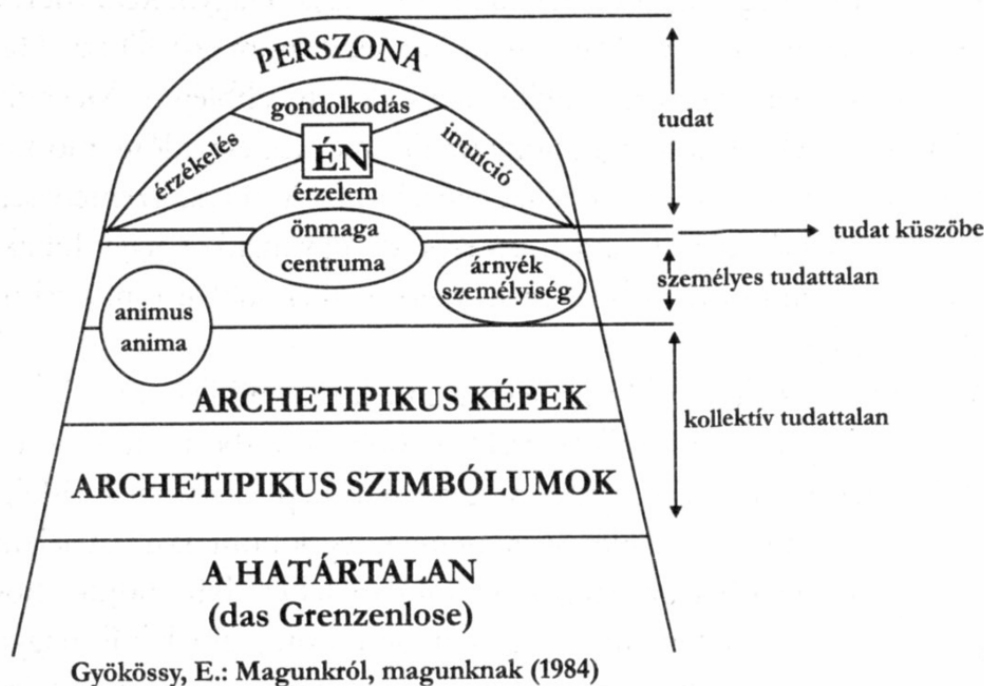 PERSZONA
gondolkodás
érzékelés
ÉN
intuíció
érzelem
tudat
önmaga
centruma
tudat küszöbe
árnyék
személyiség
személyes tudattalan
animus
anima
ARCHETIPIKUS KÉPEK
kollektív tudattalan
ARCHETIPIKUS SZIMBÓLUMOK
A HATÁRTALAN
(das Grenzenlose)
Gyökössy, E.: Magunkról, magunknak (1984)